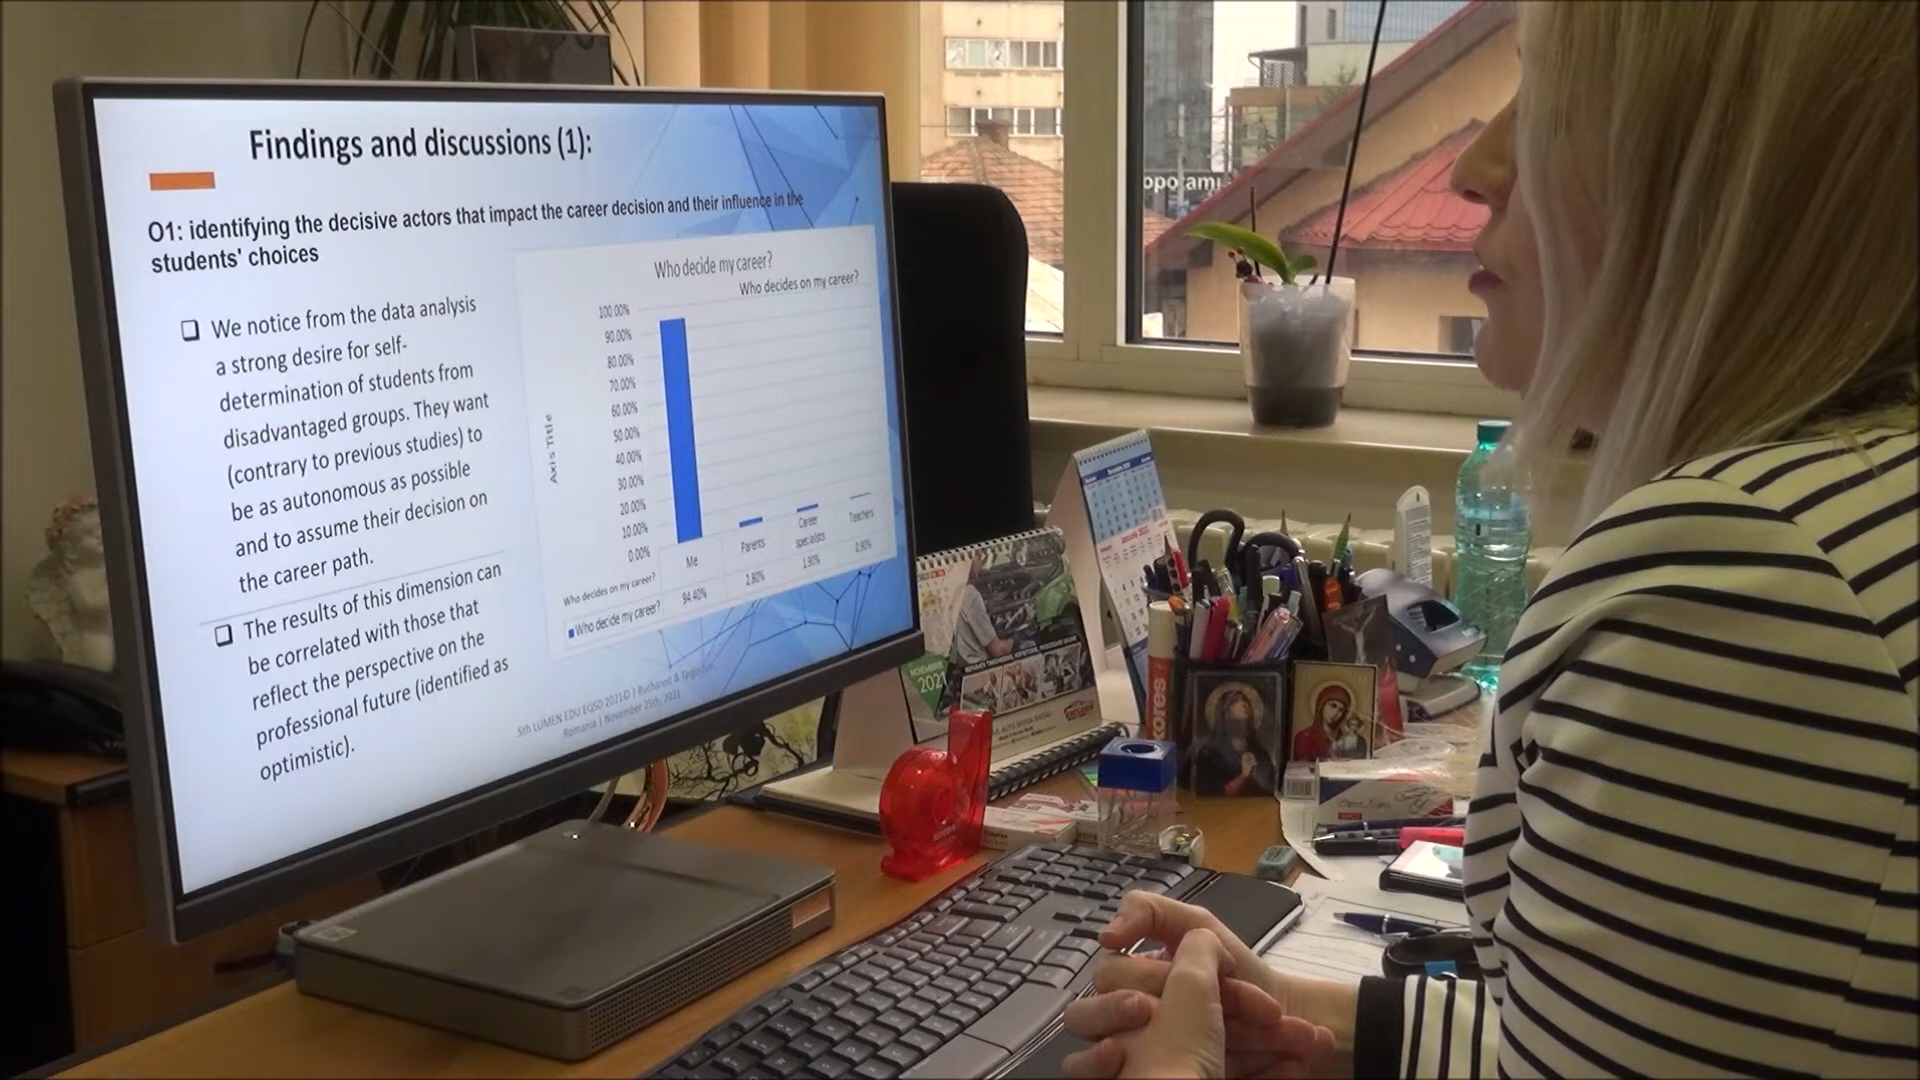 Findings and discussions (1):
O1: identifying the decisive actors that impact the career decision and their influence in the
students' choices
We notice from the data analysis
a strong desire for self-
determination of students from
disadvantaged groups. They want
(contrary to previous studies) to
be as autonomous as possible
and to assume their decision on
the career path.
The results of this dimension can
be correlated with those that
reflect the perspective on the
professional future (identified as
optimistic).
Who decide my career?
Who decides on my career?
100.00%
90.00%
80.00%
70.00%
60.00%
50.00%
40.00%
30.00%
20.00%
10.00%
0.00%
Axis Title
Me
Parents
Career
specialists
Teachers
Who decides on my career?
Who decide my career?
94.40%
2.80%
1.90%
0.90%
5th LUMEN EDU EQSD 2021© | Bucharest &
Romania | November 25th, 2021
opotami
NOIEMBRIE
2021
kores